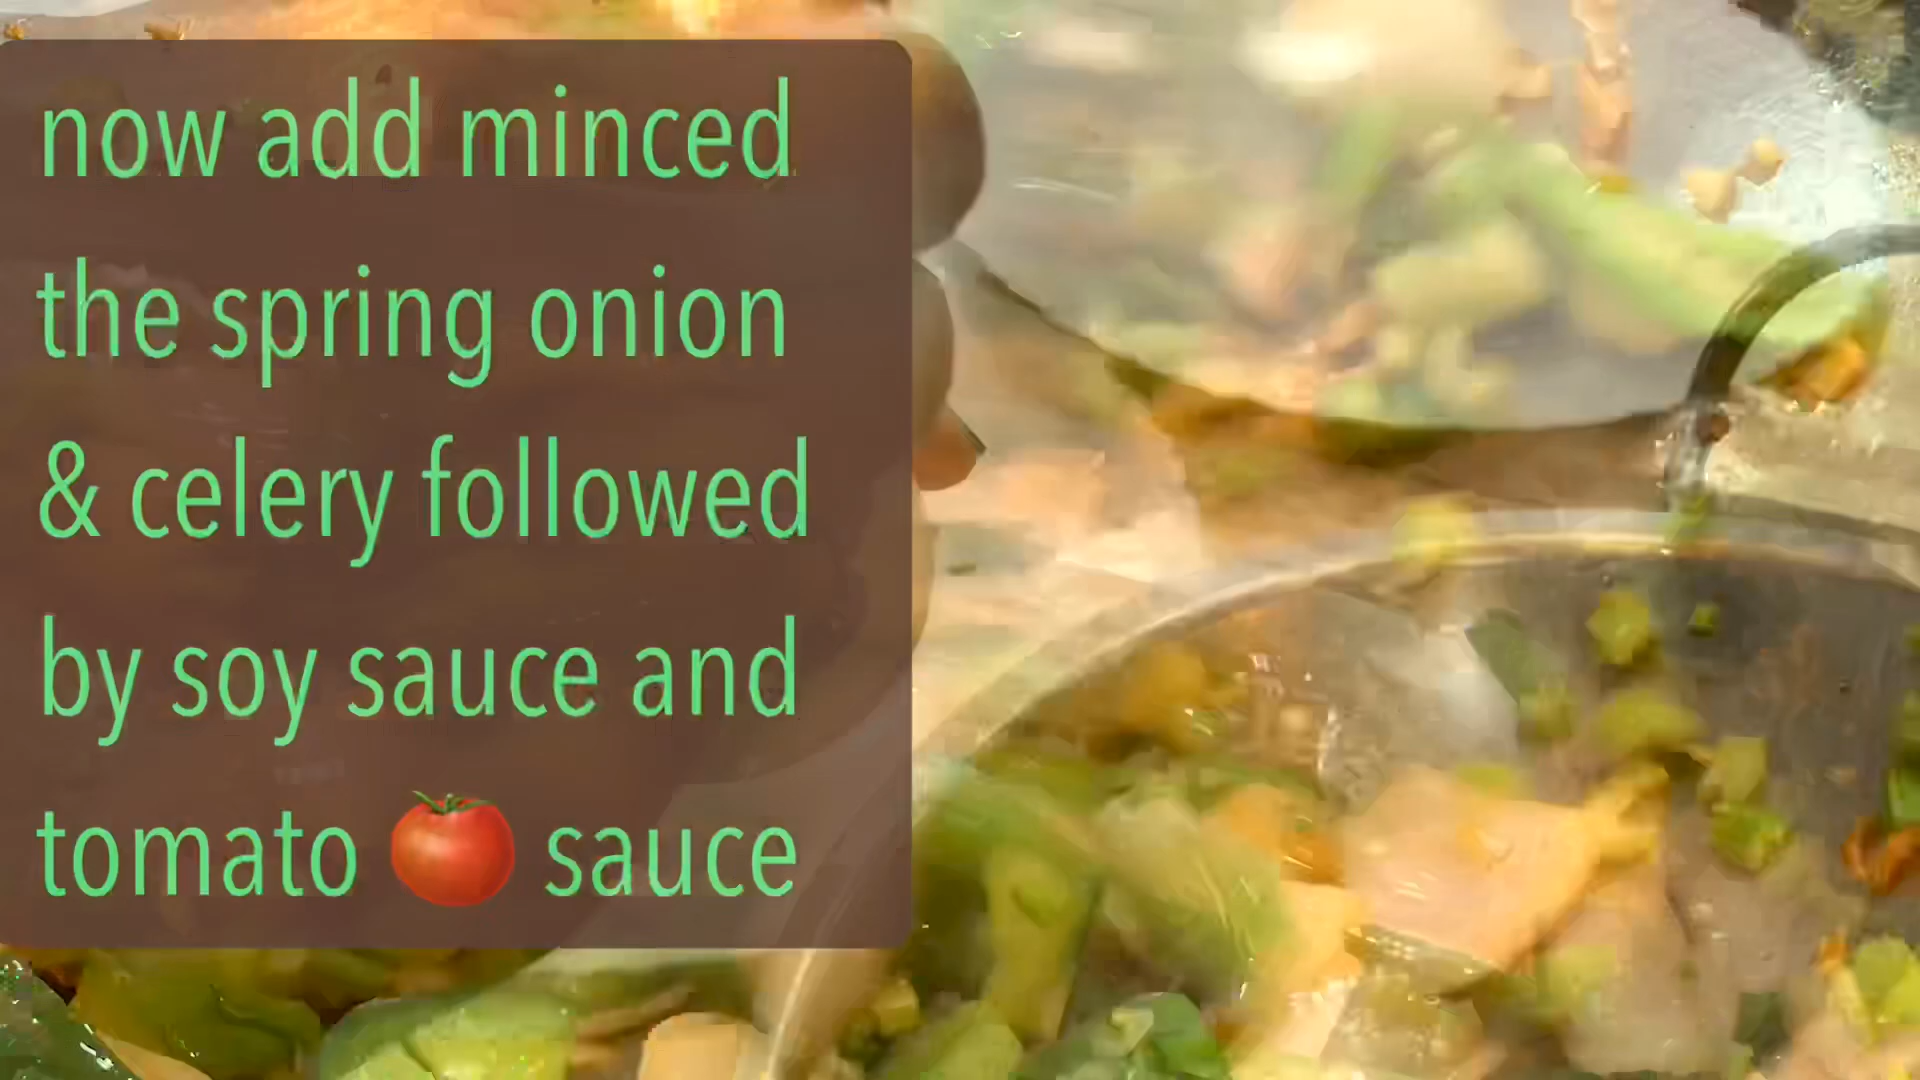 now add minced
the spring onion
& celery followed
by soy sauce and
tomato 🍅 sauce